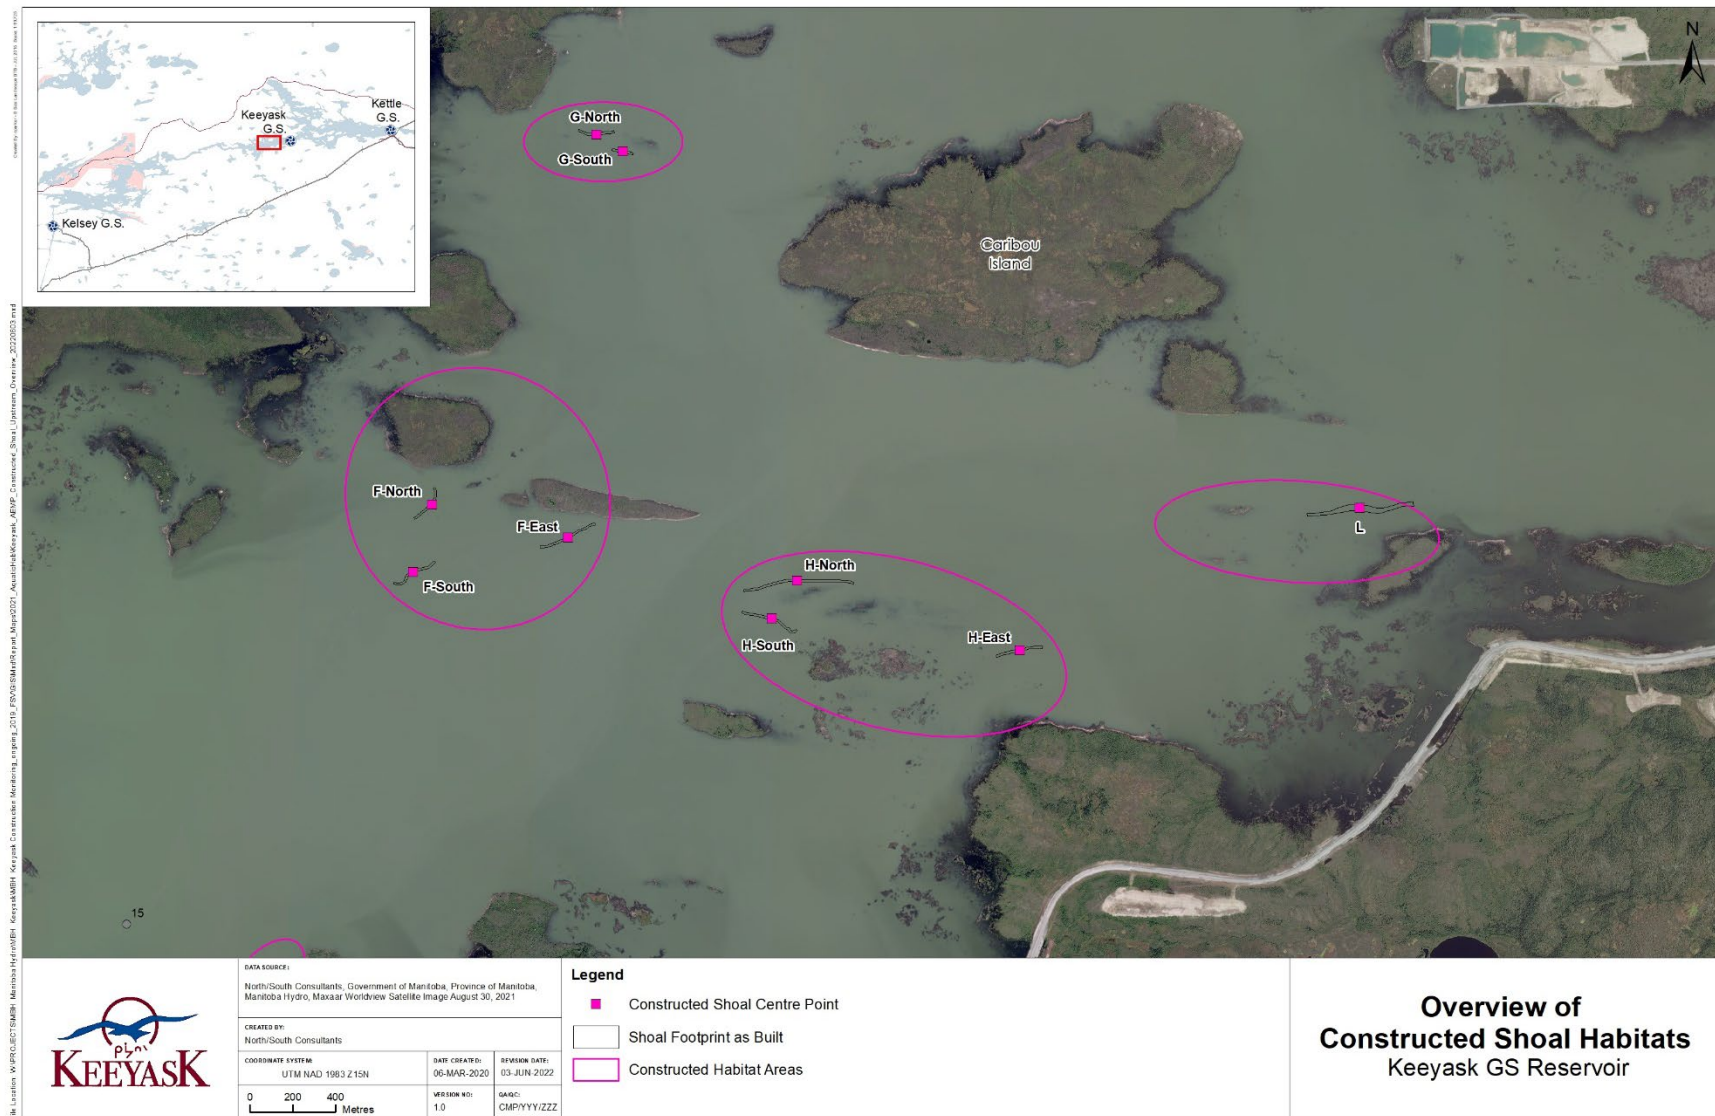 Kettle
G.S.
Keeyask
G.S.
Kelsey G.S.
N
G-North
G-South
Caribou
Island
F-North
F-East
F-South
L
H-North
H-South
H-East
15
KEEYASK
DATA SOURCE:
North/South Consultants, Government of Manitoba, Province of Manitoba,
Manitoba Hydro, Maxaar Worldview Satellite Image August 30, 2021
CREATED BY:
North/South Consultants
COORDINATE SYSTEM:
UTM NAD 1983 Z15N
DATE CREATED:
06-MAR-2020
REVISION DATE:
03-JUN-2022
0 200 400
Metres
VERSION NO:
1.0
QA/QC:
CMP/YYY/ZZZ
Legend
Constructed Shoal Centre Point
Shoal Footprint as Built
Constructed Habitat Areas
Overview of
Constructed Shoal Habitats
Keeyask GS Reservoir